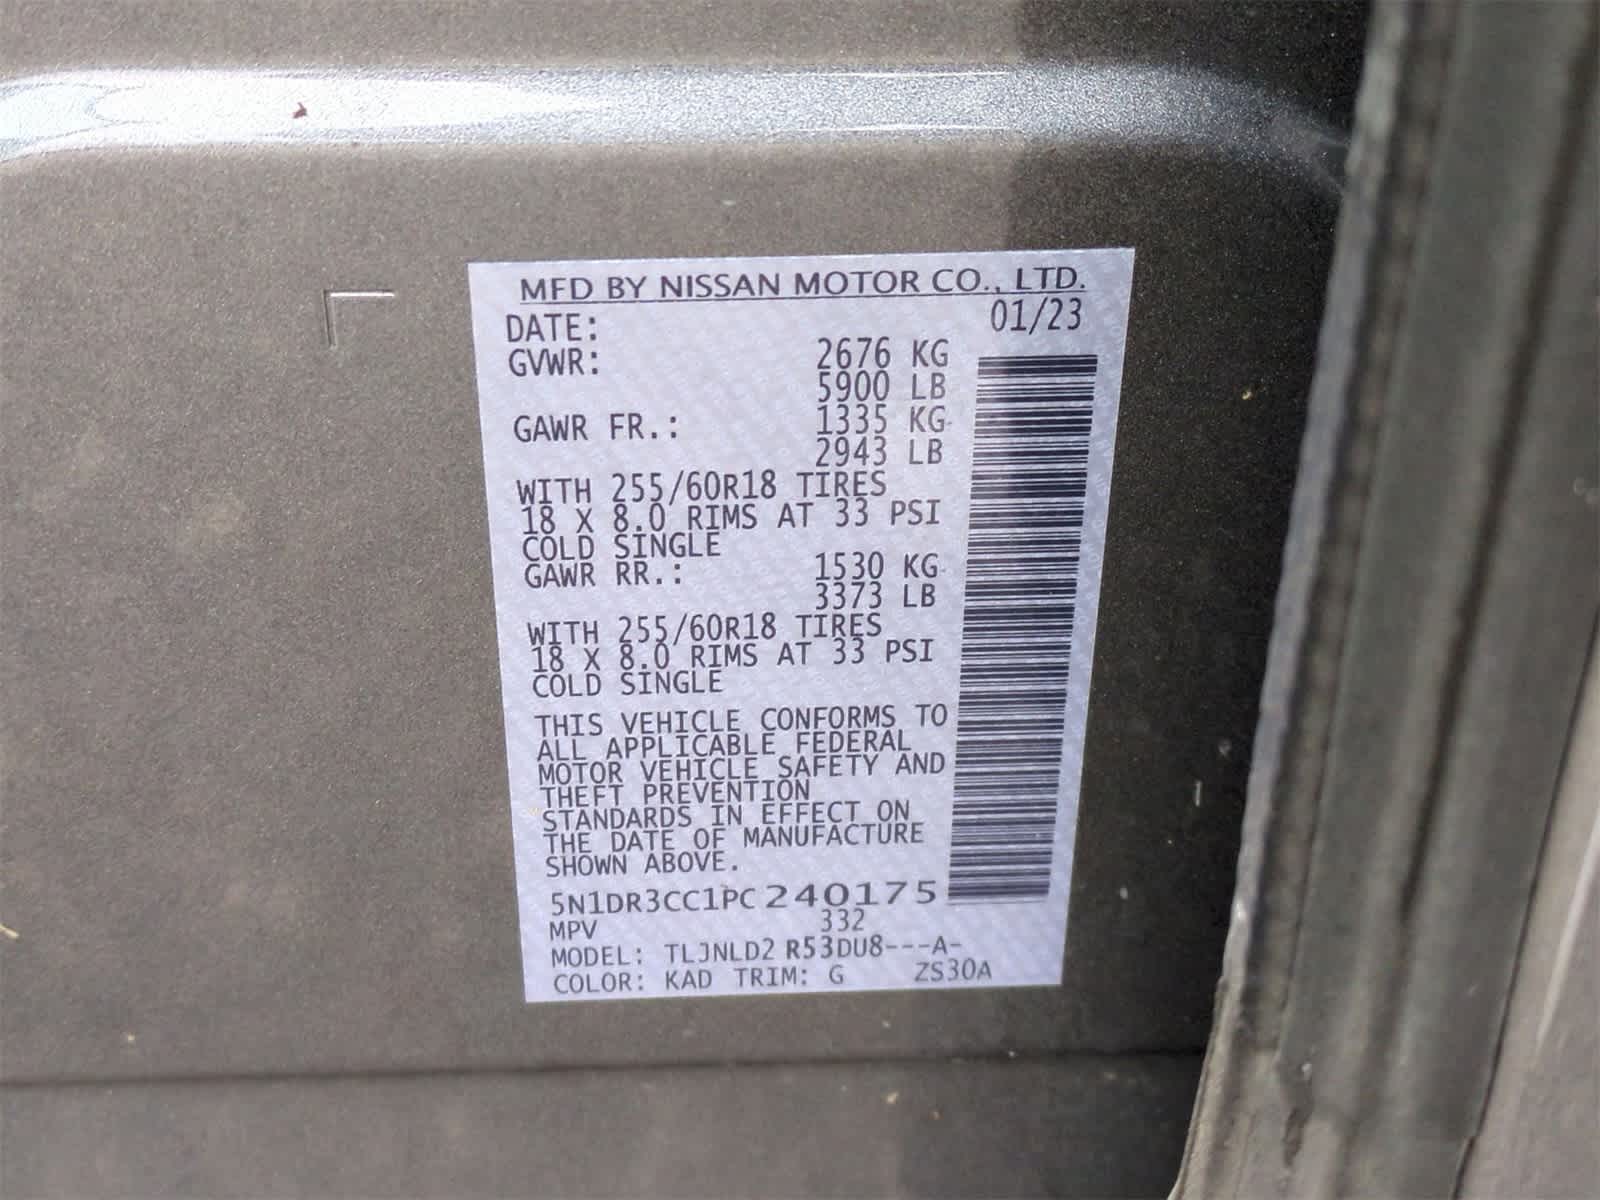 MFD BY NISSAN MOTOR CO., LTD.
DATE: 01/23
GVWR: 2676 KG
5900 LB
GAWR FR.: 1335 KG
2943 LB
WITH 255/60R18 TIRES
18 X 8.0 RIMS AT 33 PSI
COLD SINGLE
GAWR RR.: 1530 KG
3373 LB
WITH 255/60R18 TIRES
18 X 8.0 RIMS AT 33 PSI
COLD SINGLE
THIS VEHICLE CONFORMS TO
ALL APPLICABLE FEDERAL
MOTOR VEHICLE SAFETY AND
THEFT PREVENTION
STANDARDS IN EFFECT ON
THE DATE OF MANUFACTURE
SHOWN ABOVE.
5N1DR3CC1PC240175
MPV 332
MODEL: TLJNLD2 R53DU8---A-
COLOR: KAD TRIM: G ZS30A